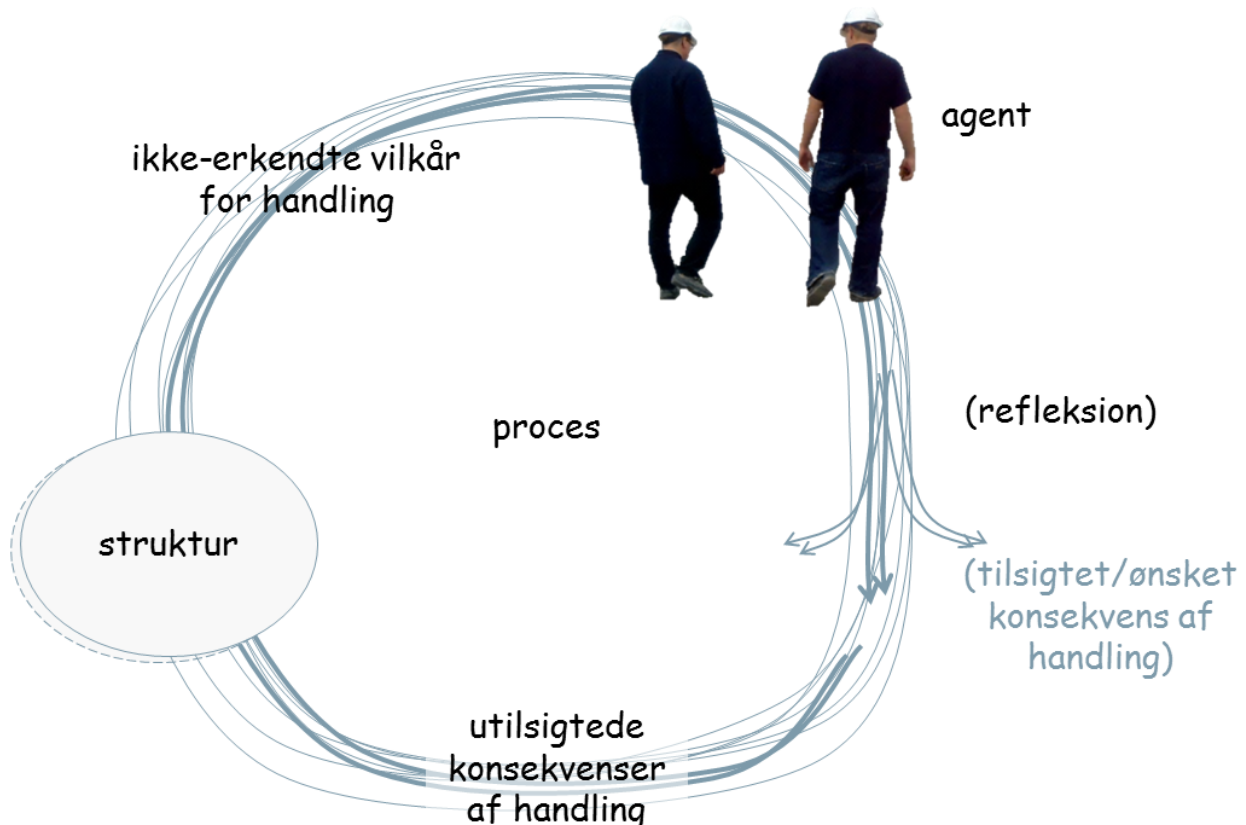 agent
ikke-erkendte vilkår
for handling
(refleksion)
proces
struktur
(tilsigtet/ønsket
konsekvens af
handling)
utilsigtede
konsekvenser
af handling